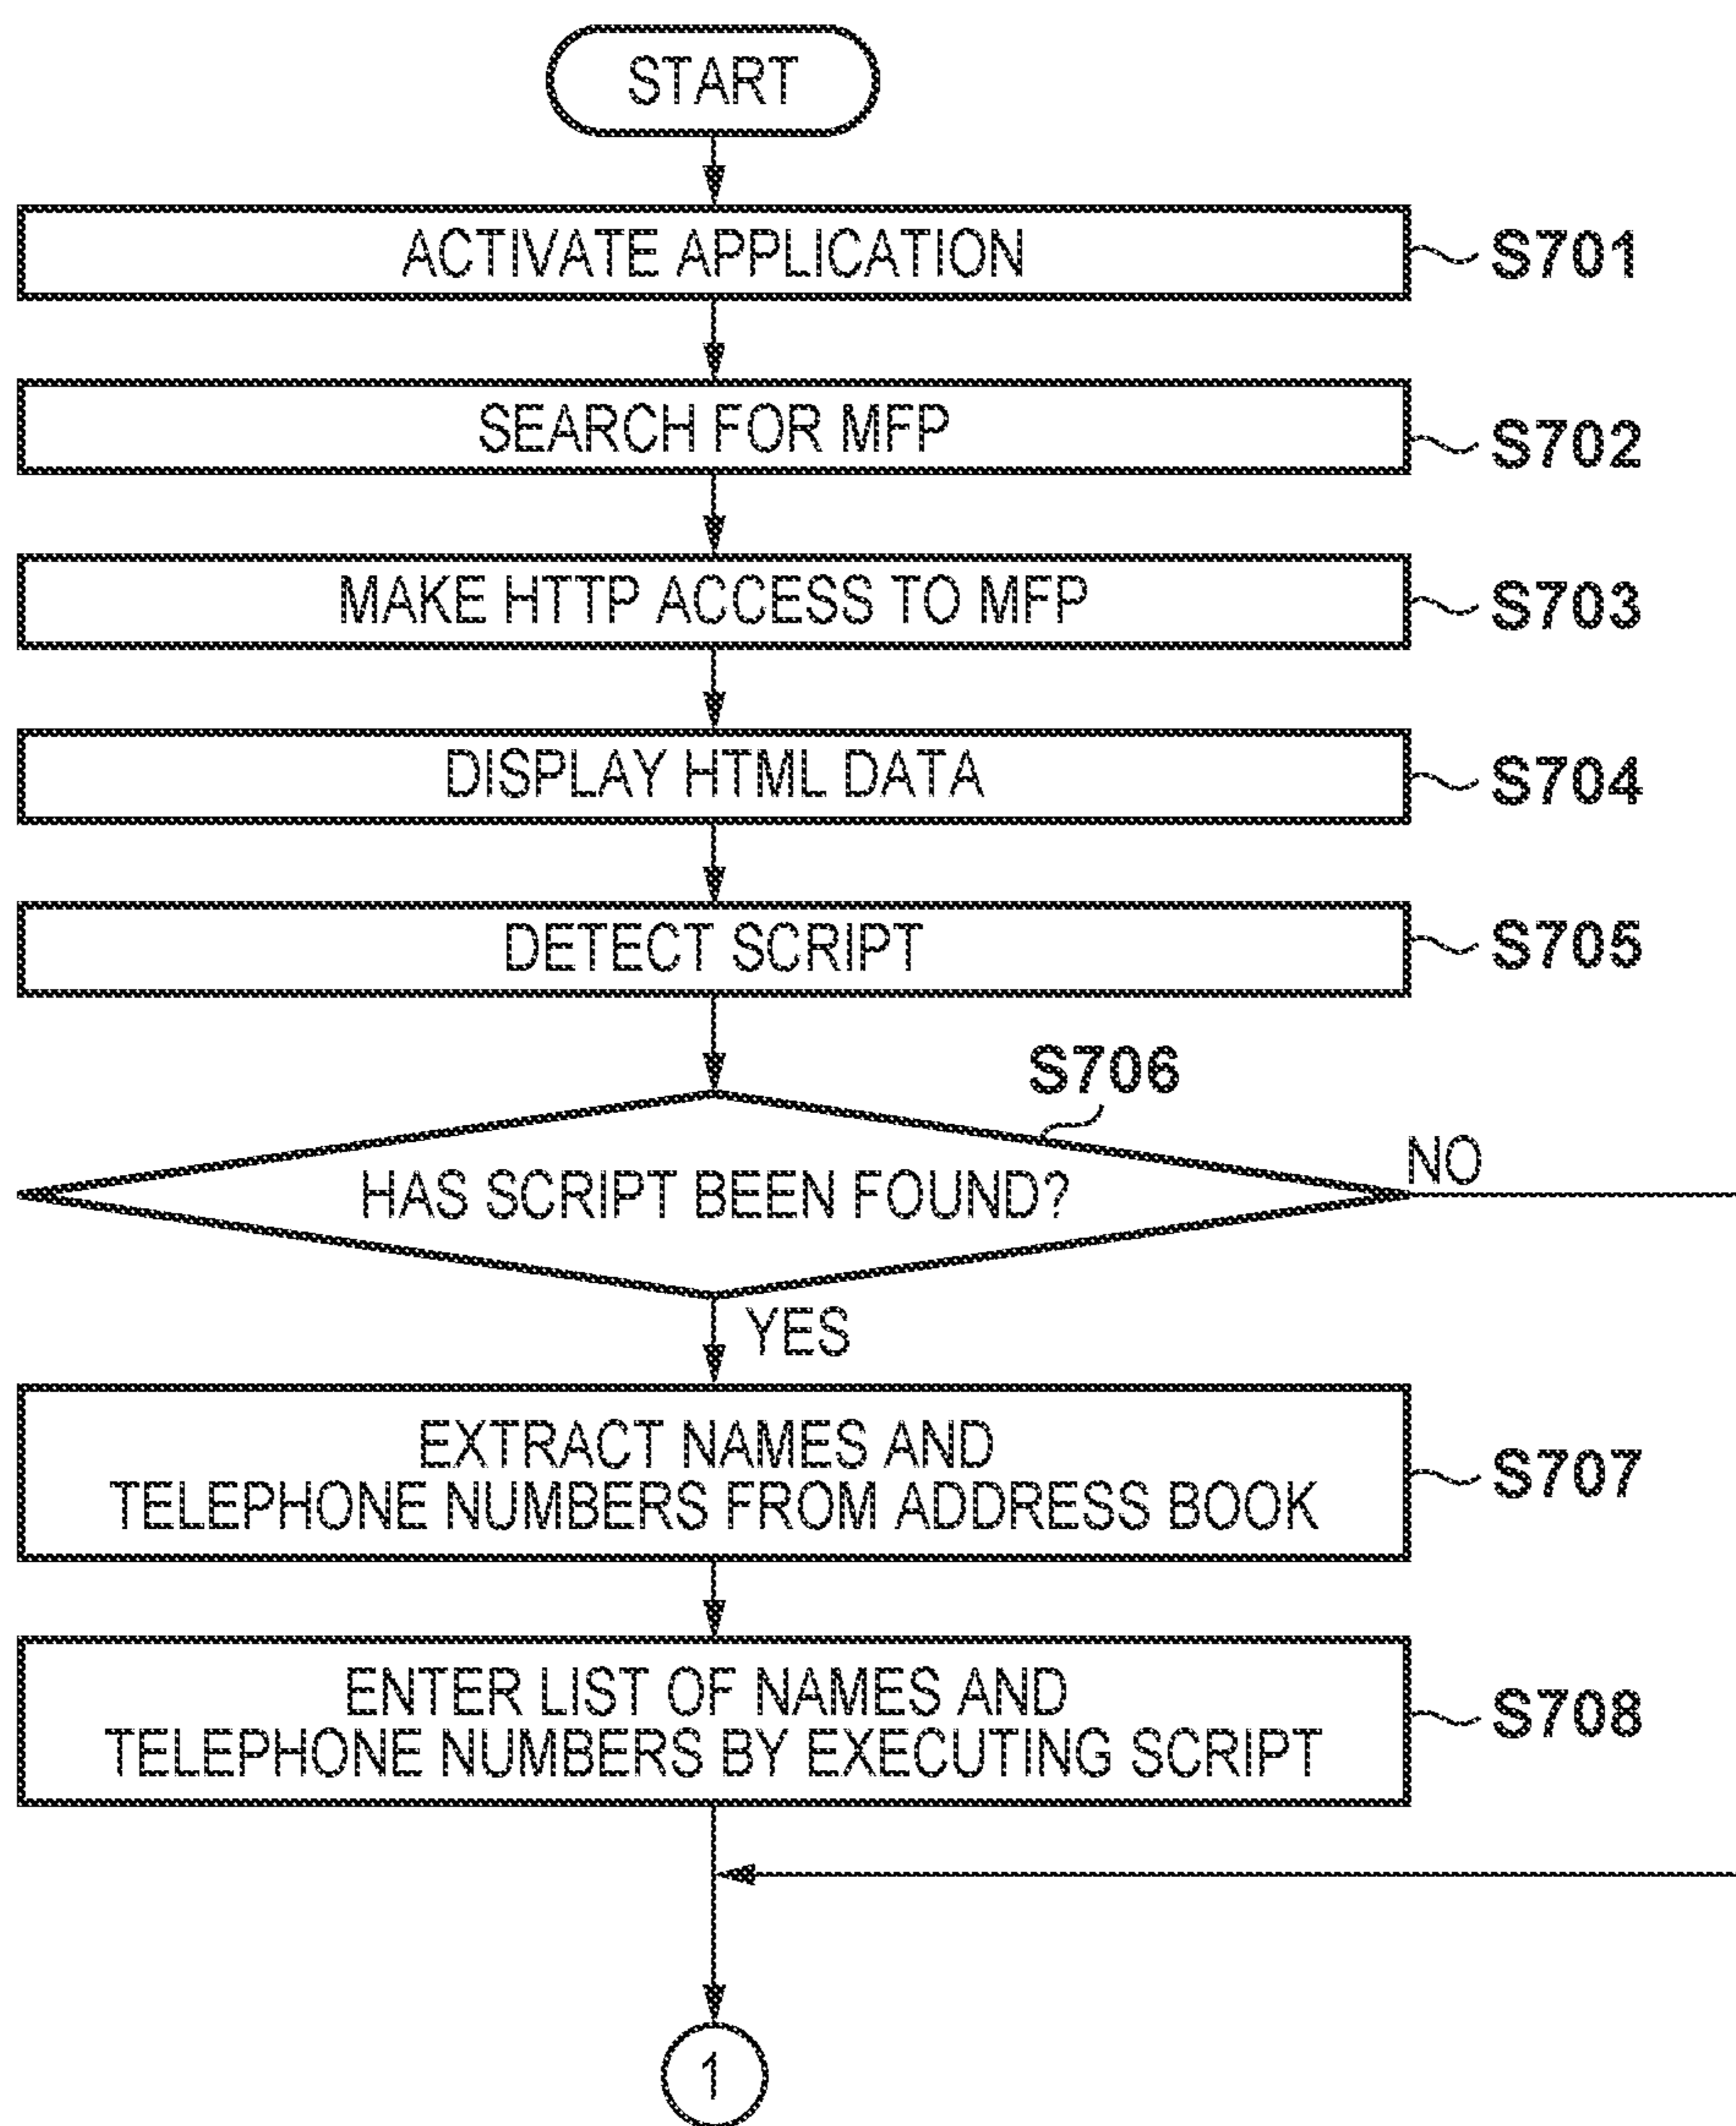 START
ACTIVATE APPLICATION
S701
SEARCH FOR MFP
S702
MAKE HTTP ACCESS TO MFP
S703
DISPLAY HTML DATA
S704
DETECT SCRIPT
S705
S706
HAS SCRIPT BEEN FOUND?
NO
YES
EXTRACT NAMES AND
TELEPHONE NUMBERS FROM ADDRESS BOOK
S707
ENTER LIST OF NAMES AND
TELEPHONE NUMBERS BY EXECUTING SCRIPT
S708
1